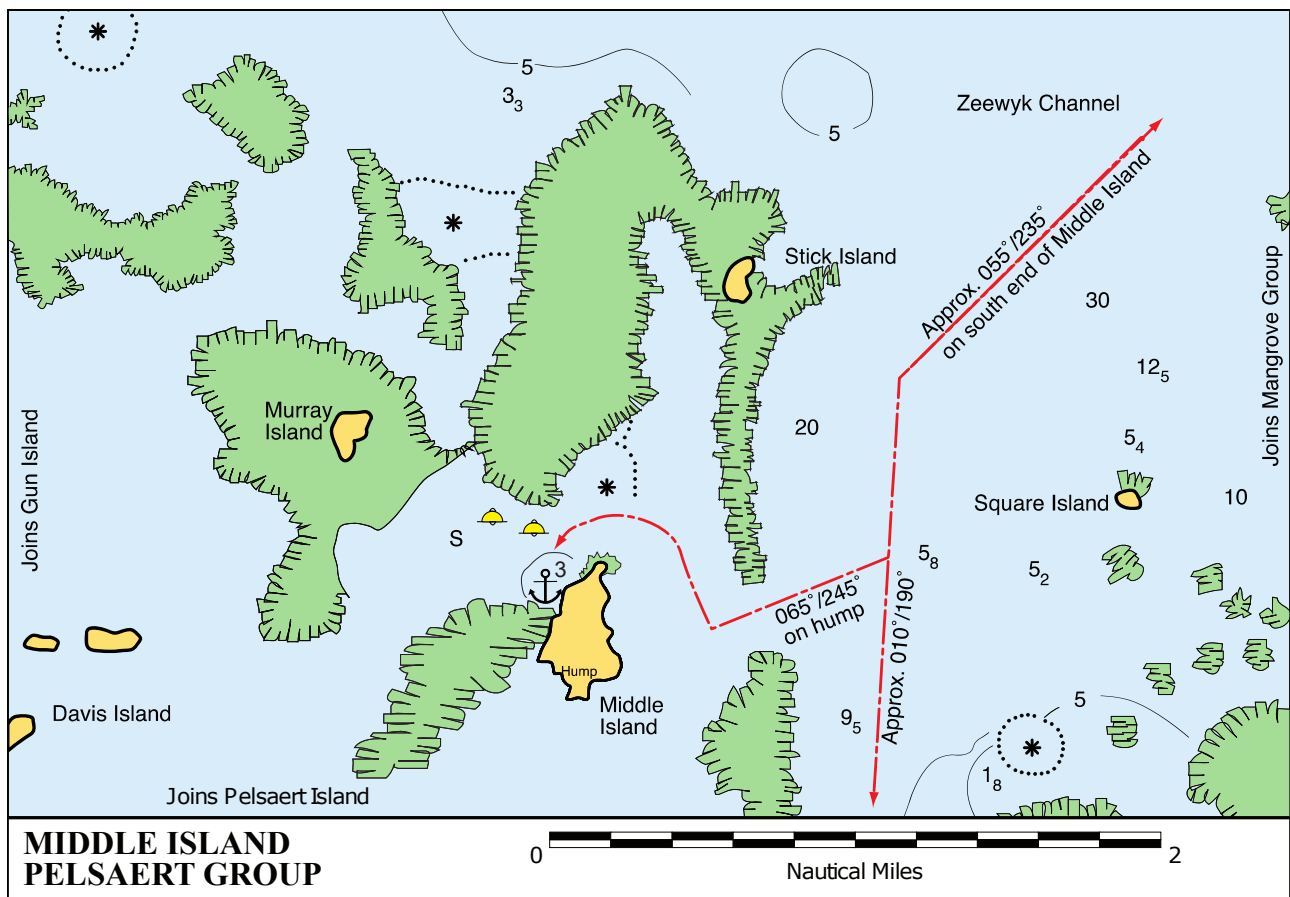 5
3₃
5
Zeewyk Channel
Approx. 055°/235°
on south end of Middle Island
Stick Island
30
12₅
Joins Mangrove Group
Murray
Island
Joins Gun Island
20
5₄
Square Island
10
S
3
5₈
5₂
065°/245°
on hump
Approx. 010°/190°
Hump
Middle
Island
Davis Island
9₅
5
1₈
Joins Pelsaert Island
MIDDLE ISLAND
PELSAERT GROUP
0
2
Nautical Miles